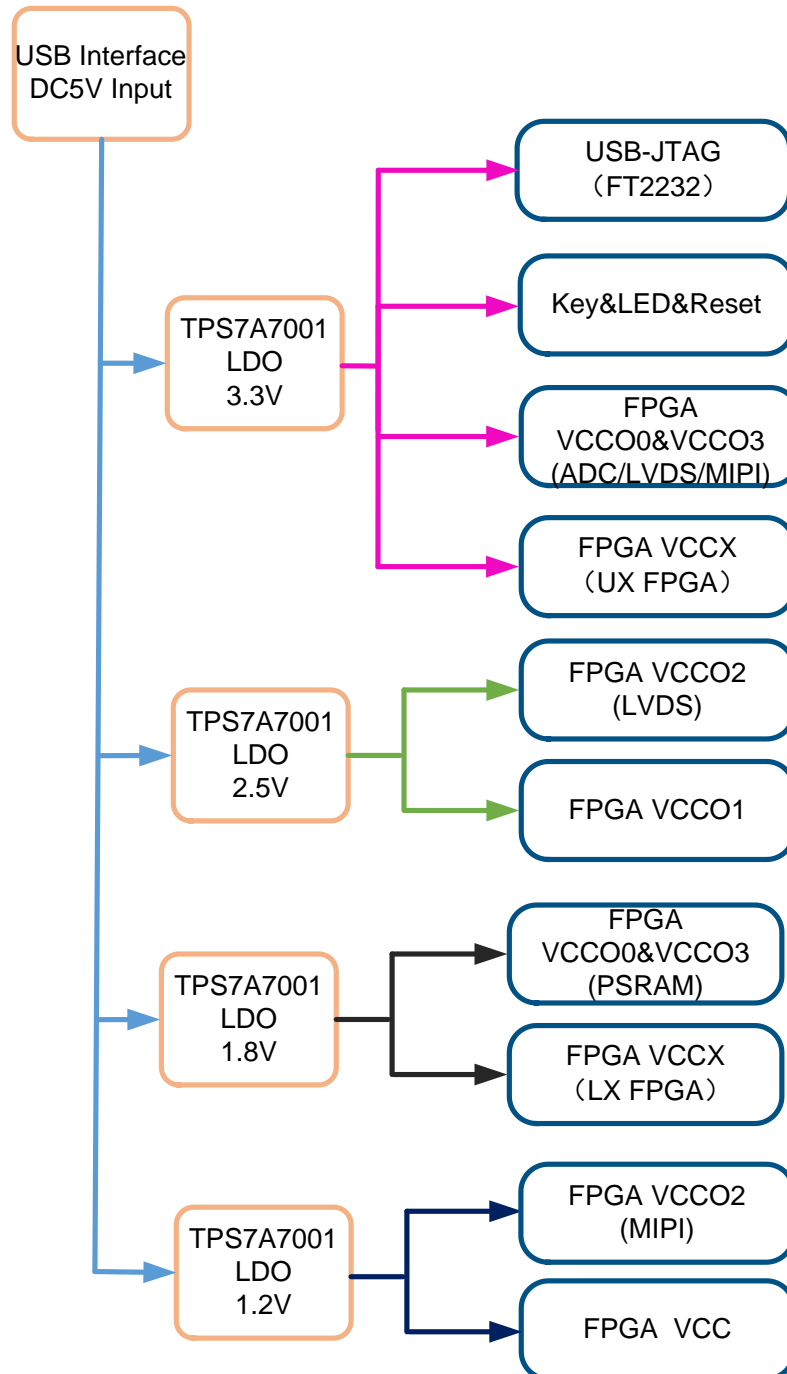 USB Interface
DC5V Input
USB-JTAG
（FT2232）
Key&LED&Reset
TPS7A7001
LDO
3.3V
FPGA
VCCO0&VCCO3
(ADC/LVDS/MIPI)
FPGA VCCX
（UX FPGA）
FPGA VCCO2
(LVDS)
TPS7A7001
LDO
2.5V
FPGA VCCO1
FPGA
VCCO0&VCCO3
(PSRAM)
TPS7A7001
LDO
1.8V
FPGA VCCX
（LX FPGA）
FPGA VCCO2
(MIPI)
TPS7A7001
LDO
1.2V
FPGA  VCC